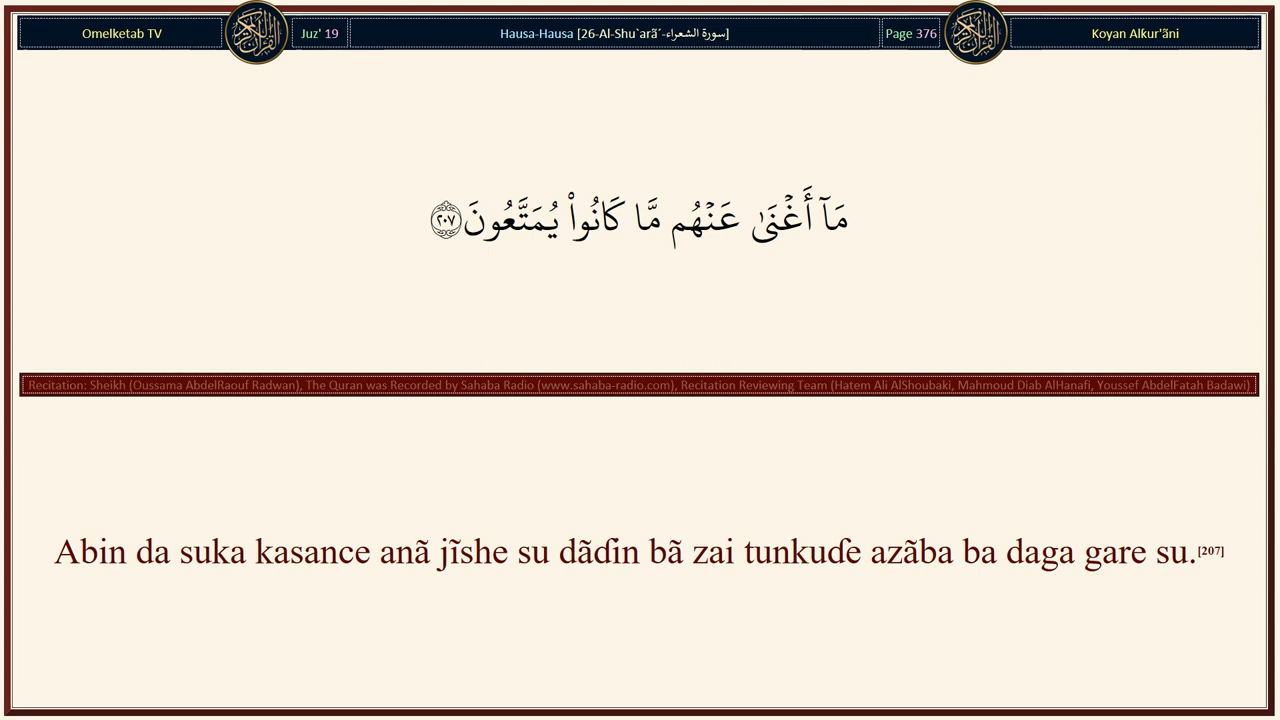 Omelketab TV
Juz' 19
Hausa-Hausa [26-Al-Shu`arã´-سورة الشعراء]
Page 376
Koyan Alƙur'ãni
مَآ أَغْنَىٰ عَنْهُم مَّا كَانُوا۟ يُمَتَّعُونَ ٢٠٧
Recitation: Sheikh (Oussama AbdelRaouf Radwan), The Quran was Recorded by Sahaba Radio (www.sahaba-radio.com), Recitation Reviewing Team (Hatem Ali AlShoubaki, Mahmoud Diab AlHanafi, Youssef AbdelFatah Badawi)
Abin da suka kasance anã jĩshe su dãɗin bã zai tunkuɗe azãba ba daga gare su.[207]